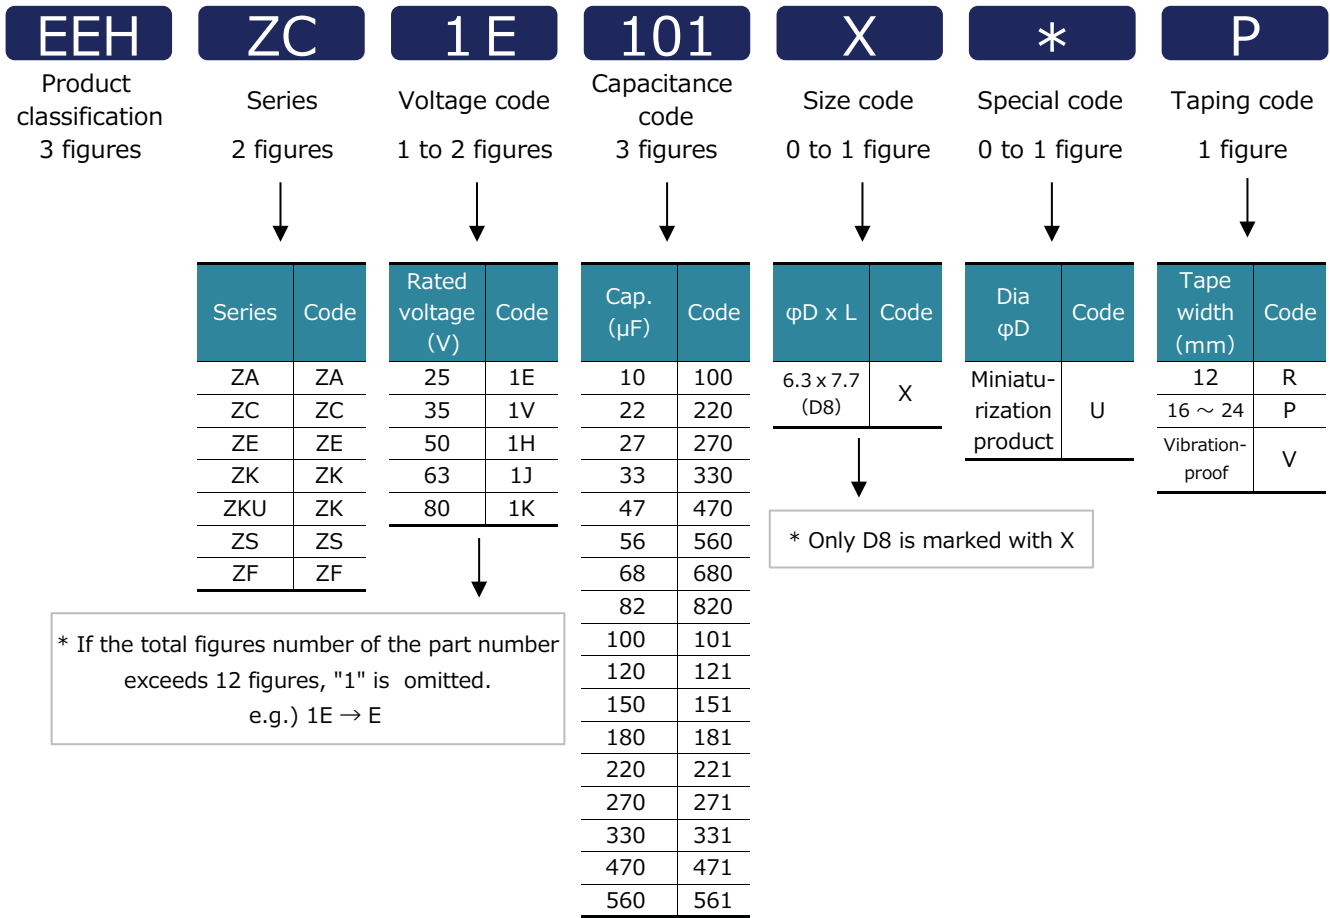 EEH ZC 1E 101 X * P
Product
classification
3 figures
Series
2 figures
Voltage code
1 to 2 figures
Capacitance
code
3 figures
Size code
0 to 1 figure
Special code
0 to 1 figure
Taping code
1 figure
Series Code
ZA ZA
ZC ZC
ZE ZE
ZK ZK
ZKU ZK
ZS ZS
ZF ZF
Rated
voltage
(V)
Code
25 1E
35 1V
50 1H
63 1J
80 1K
* If the total figures number of the part number
exceeds 12 figures, "1" is omitted.
e.g.) 1E → E
Cap.
(μF)
Code
10 100
22 220
27 270
33 330
47 470
56 560
68 680
82 820
100 101
120 121
150 151
180 181
220 221
270 271
330 331
470 471
560 561
φD x L Code
6.3 x 7.7
(D8)
X
* Only D8 is marked with X
Dia
φD
Code
Miniatu-
rization
product
U
Tape
width
(mm)
Code
12 R
16 ~ 24 P
Vibration-
proof
V